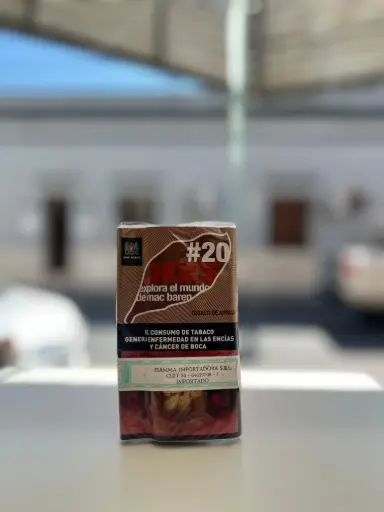 #20
explora el mundo
de mac baren
TABACO DE ARMAR
EL CONSUMO DE TABACO
GENERA ENFERMEDAD EN LAS ENCÍAS
Y CÁNCER DE BOCA
IMPORTADO